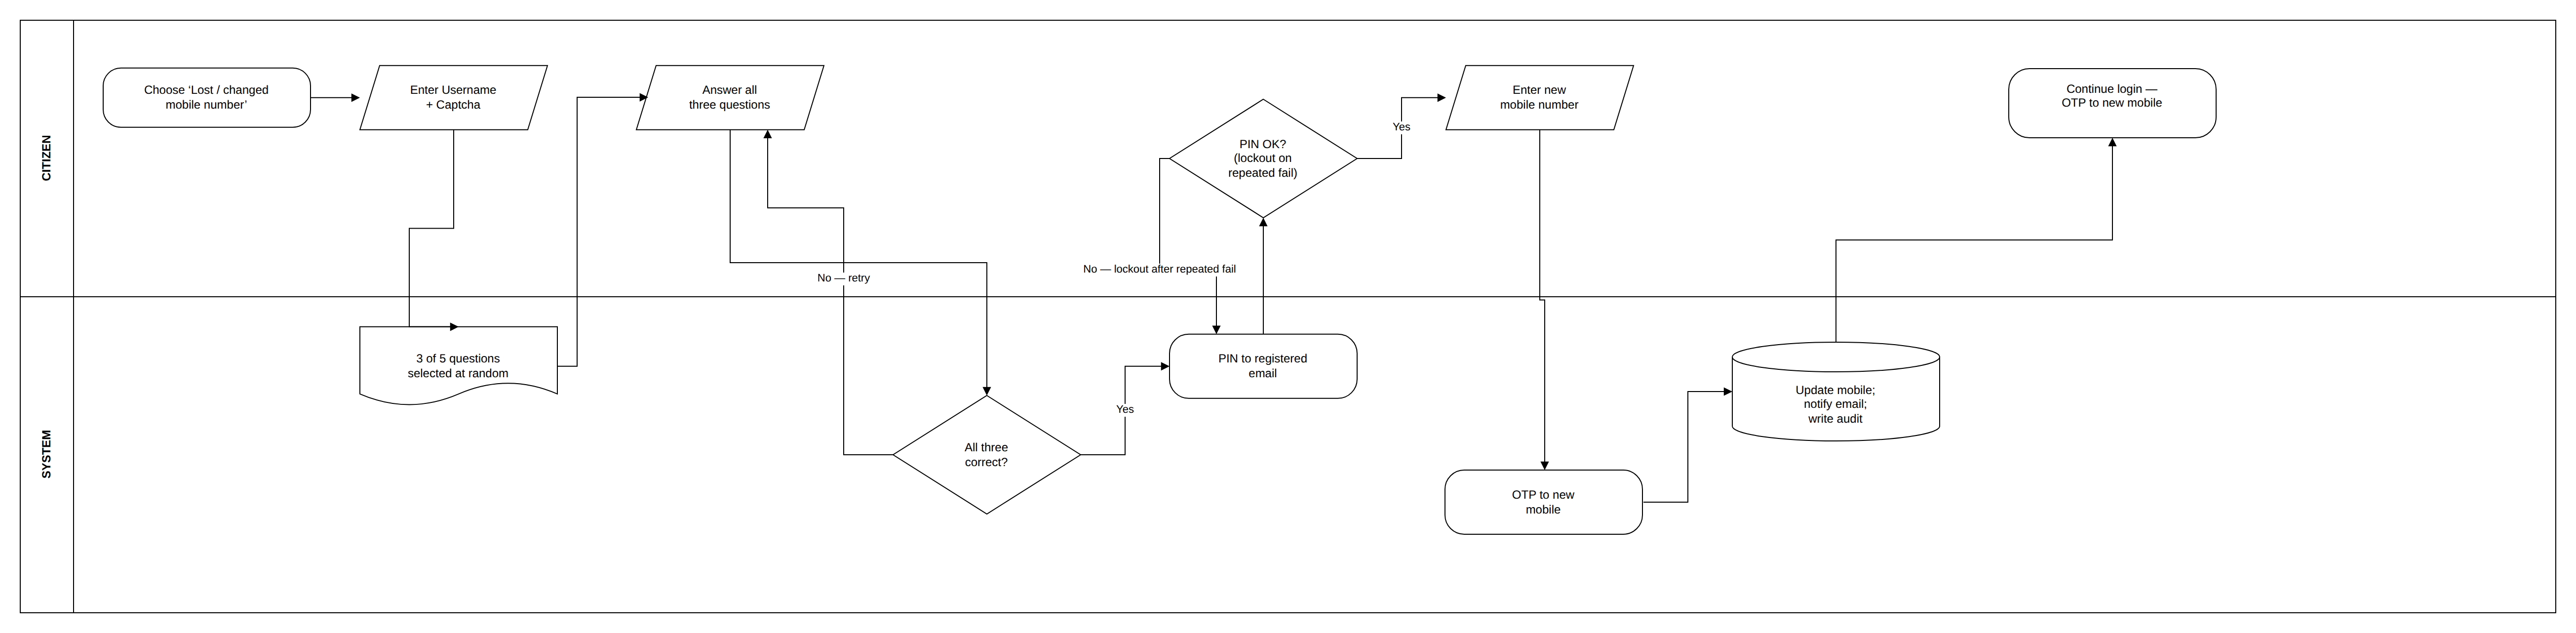 CITIZEN
Choose ‘Lost / changed
mobile number’
Enter Username
+ Captcha
Answer all
three questions
PIN OK?
(lockout on
repeated fail)
Yes
Enter new
mobile number
Continue login —
OTP to new mobile
No — retry
No — lockout after repeated fail
SYSTEM
3 of 5 questions
selected at random
All three
correct?
Yes
PIN to registered
email
OTP to new
mobile
Update mobile;
notify email;
write audit